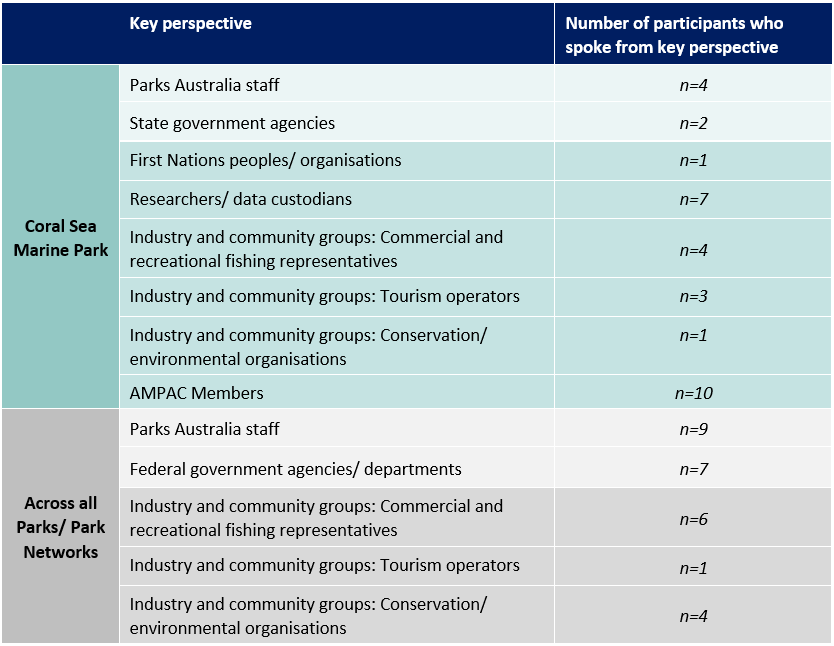 Key perspective
Number of participants who
spoke from key perspective
Coral Sea
Marine Park
Parks Australia staff
n=4
State government agencies
n=2
First Nations peoples/ organisations
n=1
Researchers/ data custodians
n=7
Industry and community groups: Commercial and
recreational fishing representatives
n=4
Industry and community groups: Tourism operators
n=3
Industry and community groups: Conservation/
environmental organisations
n=1
AMPAC Members
n=10
Across all
Parks/ Park
Networks
Parks Australia staff
n=9
Federal government agencies/ departments
n=7
Industry and community groups: Commercial and
recreational fishing representatives
n=6
Industry and community groups: Tourism operators
n=1
Industry and community groups: Conservation/
environmental organisations
n=4